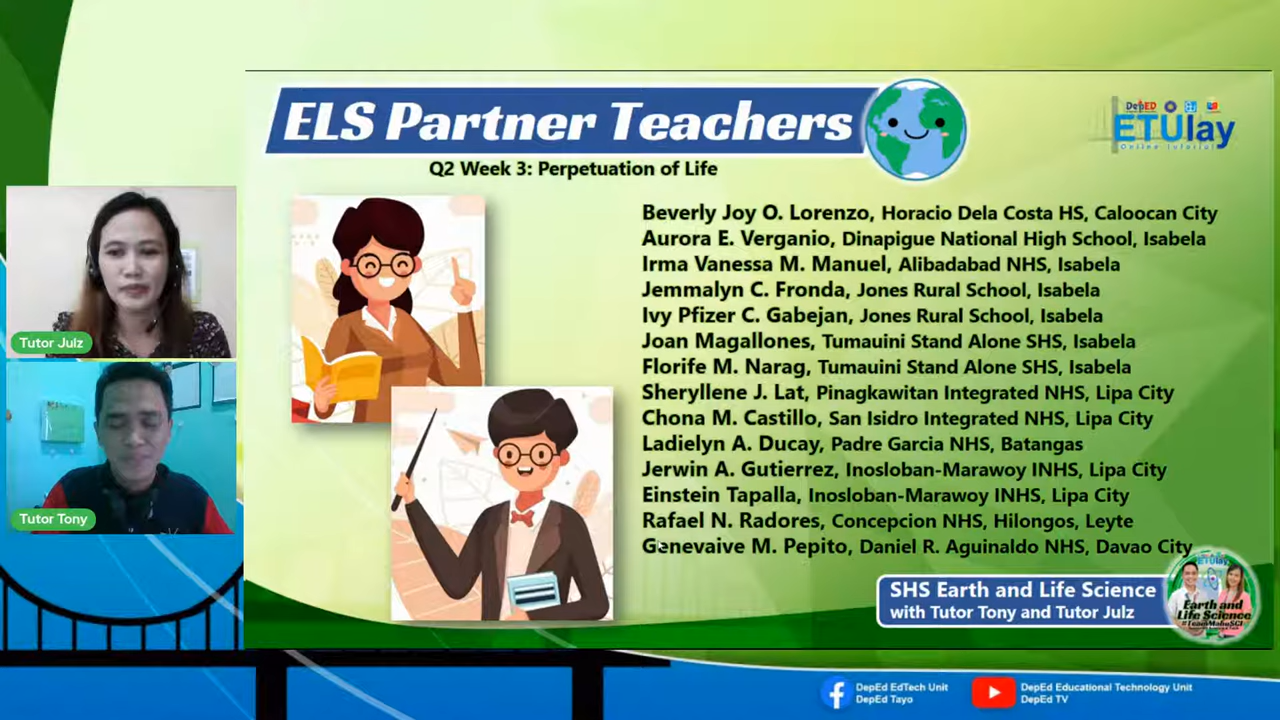 ELS Partner Teachers
Q2 Week 3: Perpetuation of Life
DepED
ETUlay
Online Tutorial
Beverly Joy O. Lorenzo, Horacio Dela Costa HS, Caloocan City
Aurora E. Verganio, Dinapigue National High School, Isabela
Irma Vanessa M. Manuel, Alibadabad NHS, Isabela
Jemmalyn C. Fronda, Jones Rural School, Isabela
Ivy Pfizer C. Gabejan, Jones Rural School, Isabela
Joan Magallones, Tumauini Stand Alone SHS, Isabela
Florife M. Narag, Tumauini Stand Alone SHS, Isabela
Sheryllene J. Lat, Pinagkawitan Integrated NHS, Lipa City
Chona M. Castillo, San Isidro Integrated NHS, Lipa City
Ladielyn A. Ducay, Padre Garcia NHS, Batangas
Jerwin A. Gutierrez, Inosloban-Marawoy INHS, Lipa City
Einstein Tapalla, Inosloban-Marawoy INHS, Lipa City
Rafael N. Radores, Concepcion NHS, Hilongos, Leyte
Genevaive M. Pepito, Daniel R. Aguinaldo NHS, Davao City
Tutor Julz
Tutor Tony
SHS Earth and Life Science
with Tutor Tony and Tutor Julz
ETUlay
Earth and
Life Science
DepEd EdTech Unit
DepEd Tayo
DepEd Educational Technology Unit
DepEd TV